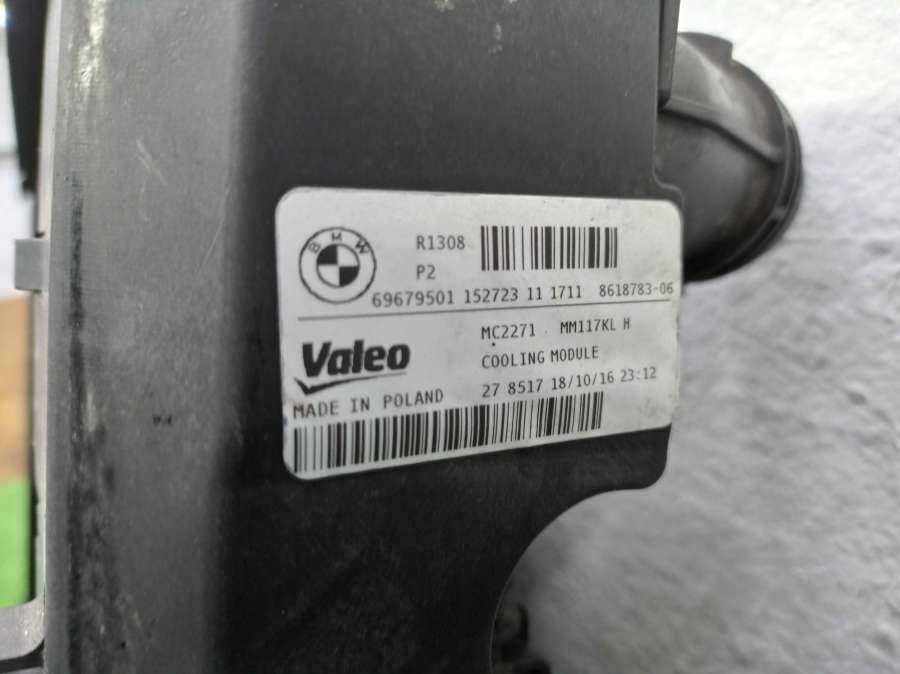 BMW
R1308
P2
69679501 152723 11 1711 8618783-06
Valeo
MC2271 MM117KL H
COOLING MODULE
27 8517 18/10/16 23:12
MADE IN POLAND